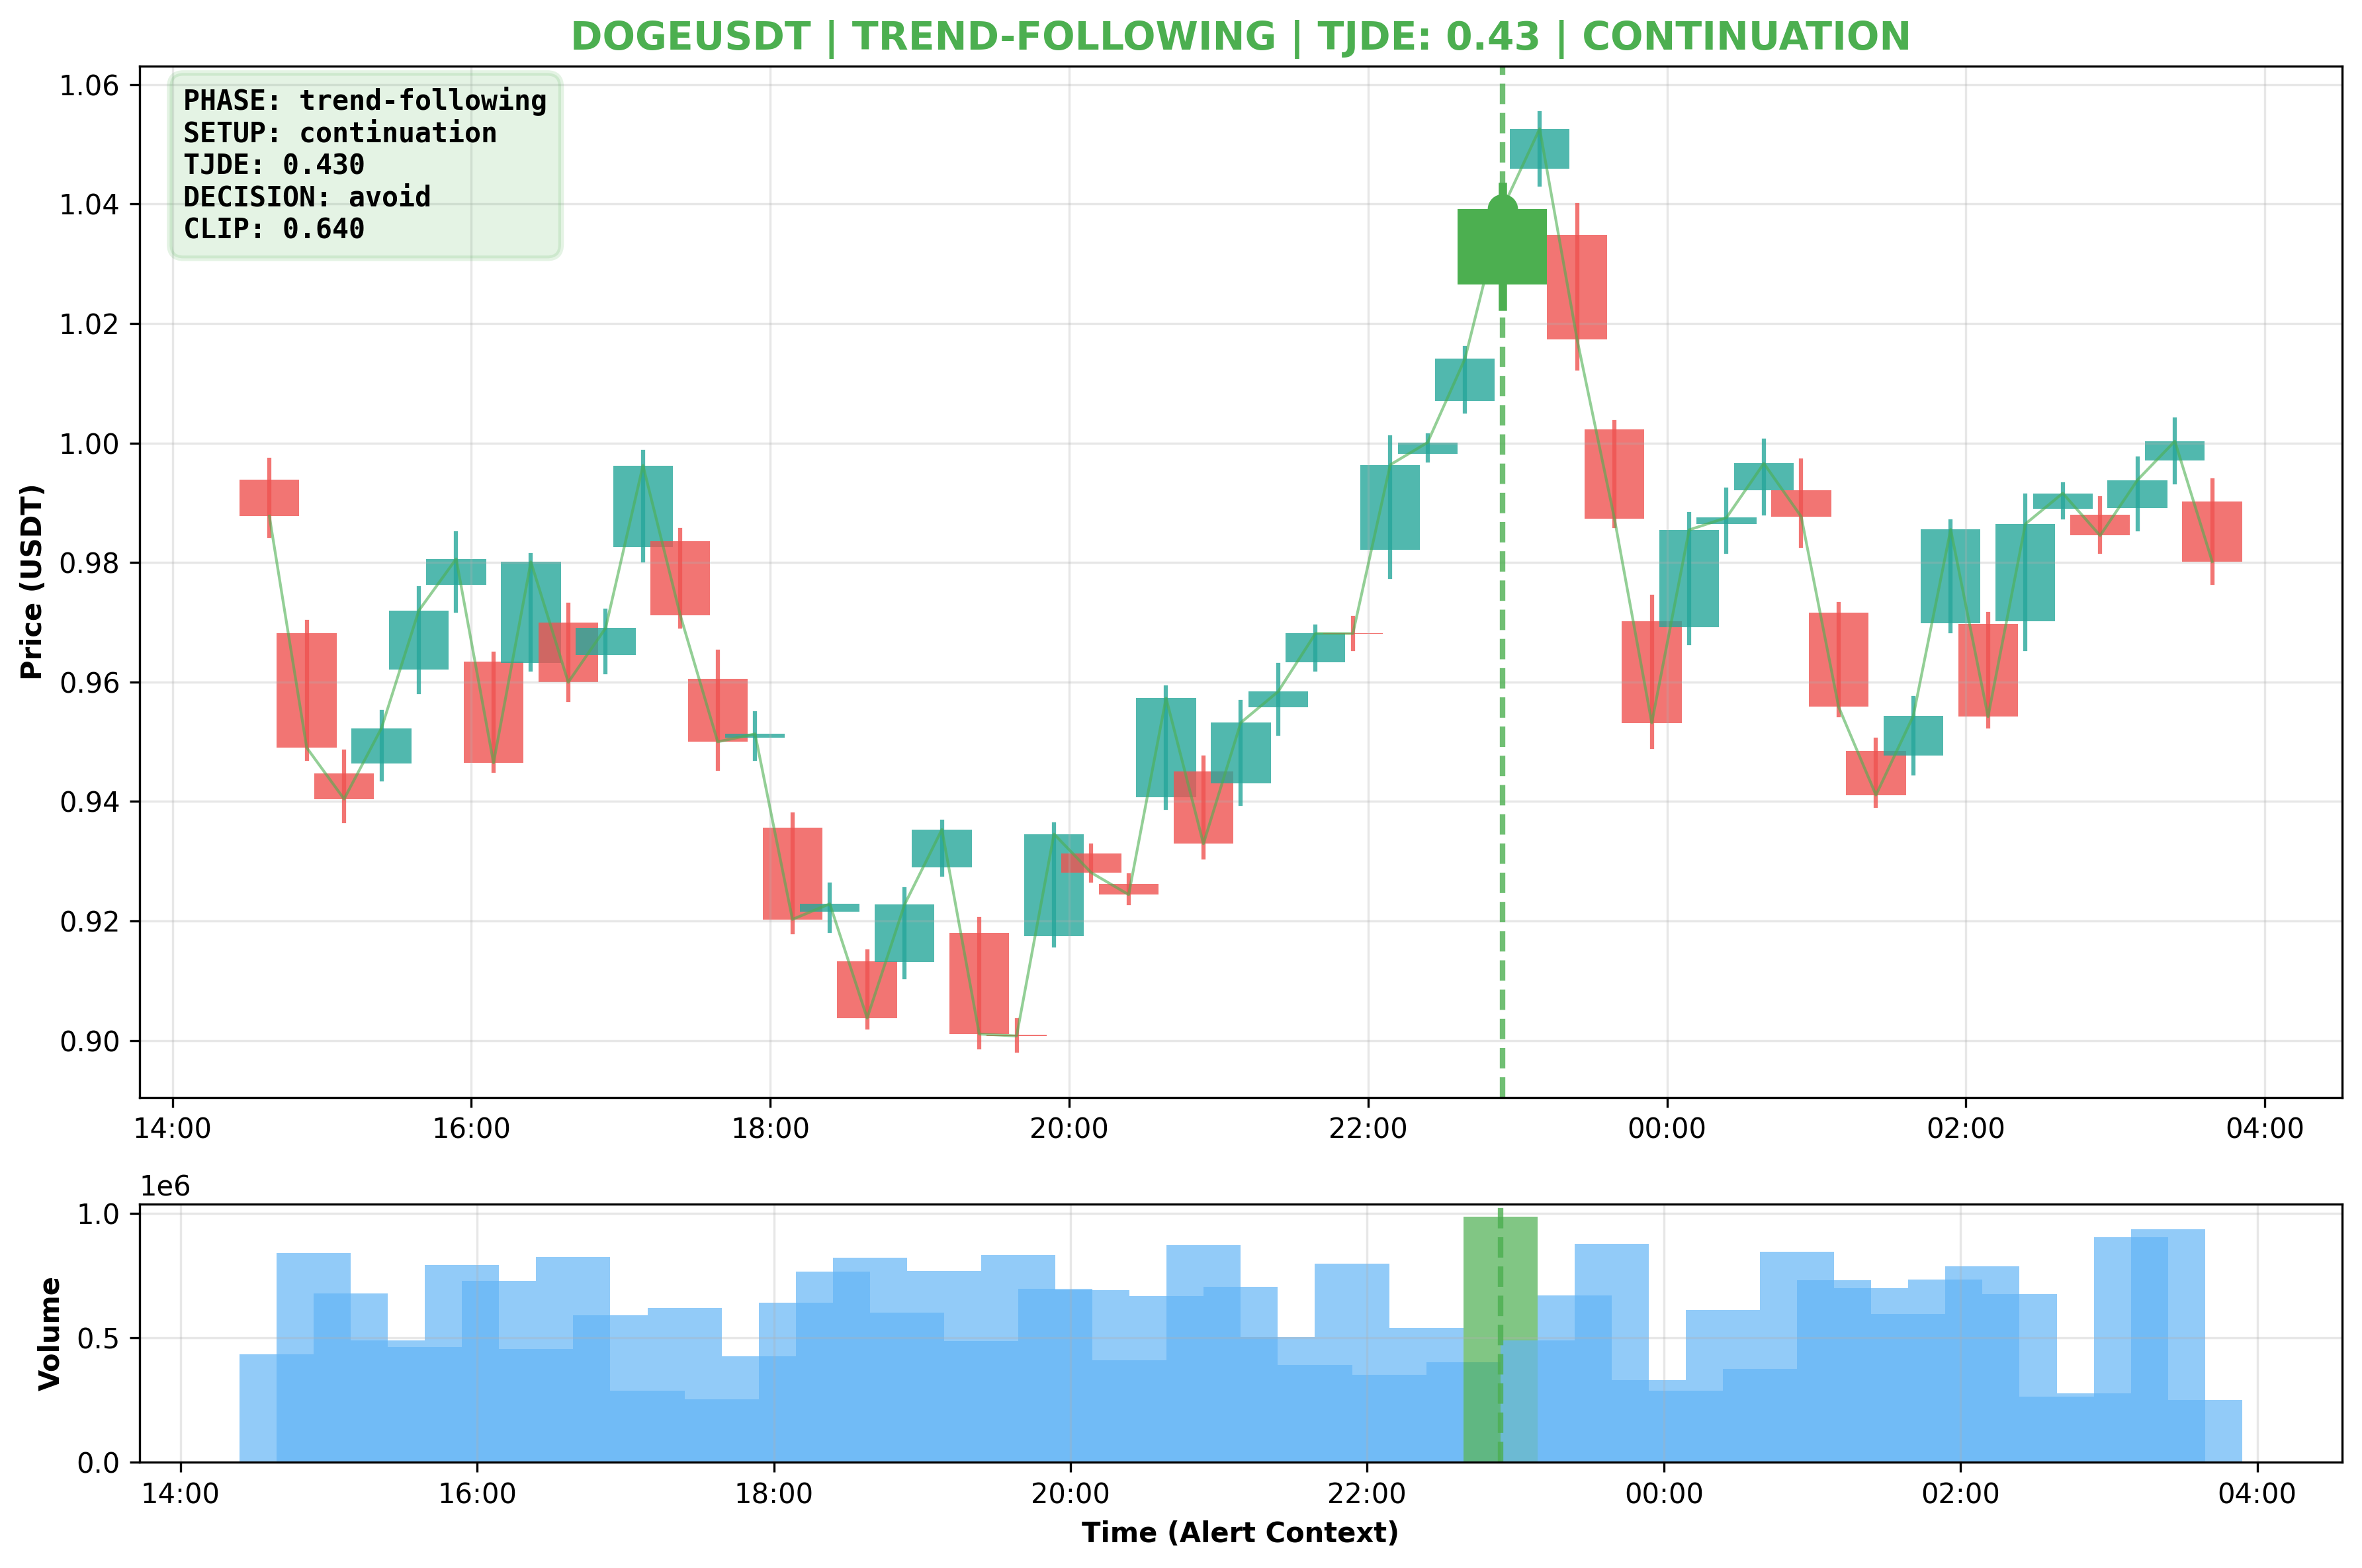 DOGEUSDT | TREND-FOLLOWING | TJDE: 0.43 | CONTINUATION
PHASE: trend-following
SETUP: continuation
TJDE: 0.430
DECISION: avoid
CLIP: 0.640
Price (USDT)
1.06
1.04
1.02
1.00
0.98
0.96
0.94
0.92
0.90
14:00 16:00 18:00 20:00 22:00 00:00 02:00 04:00
1e6
Volume
1.0
0.5
0.0
14:00 16:00 18:00 20:00 22:00 00:00 02:00 04:00
Time (Alert Context)